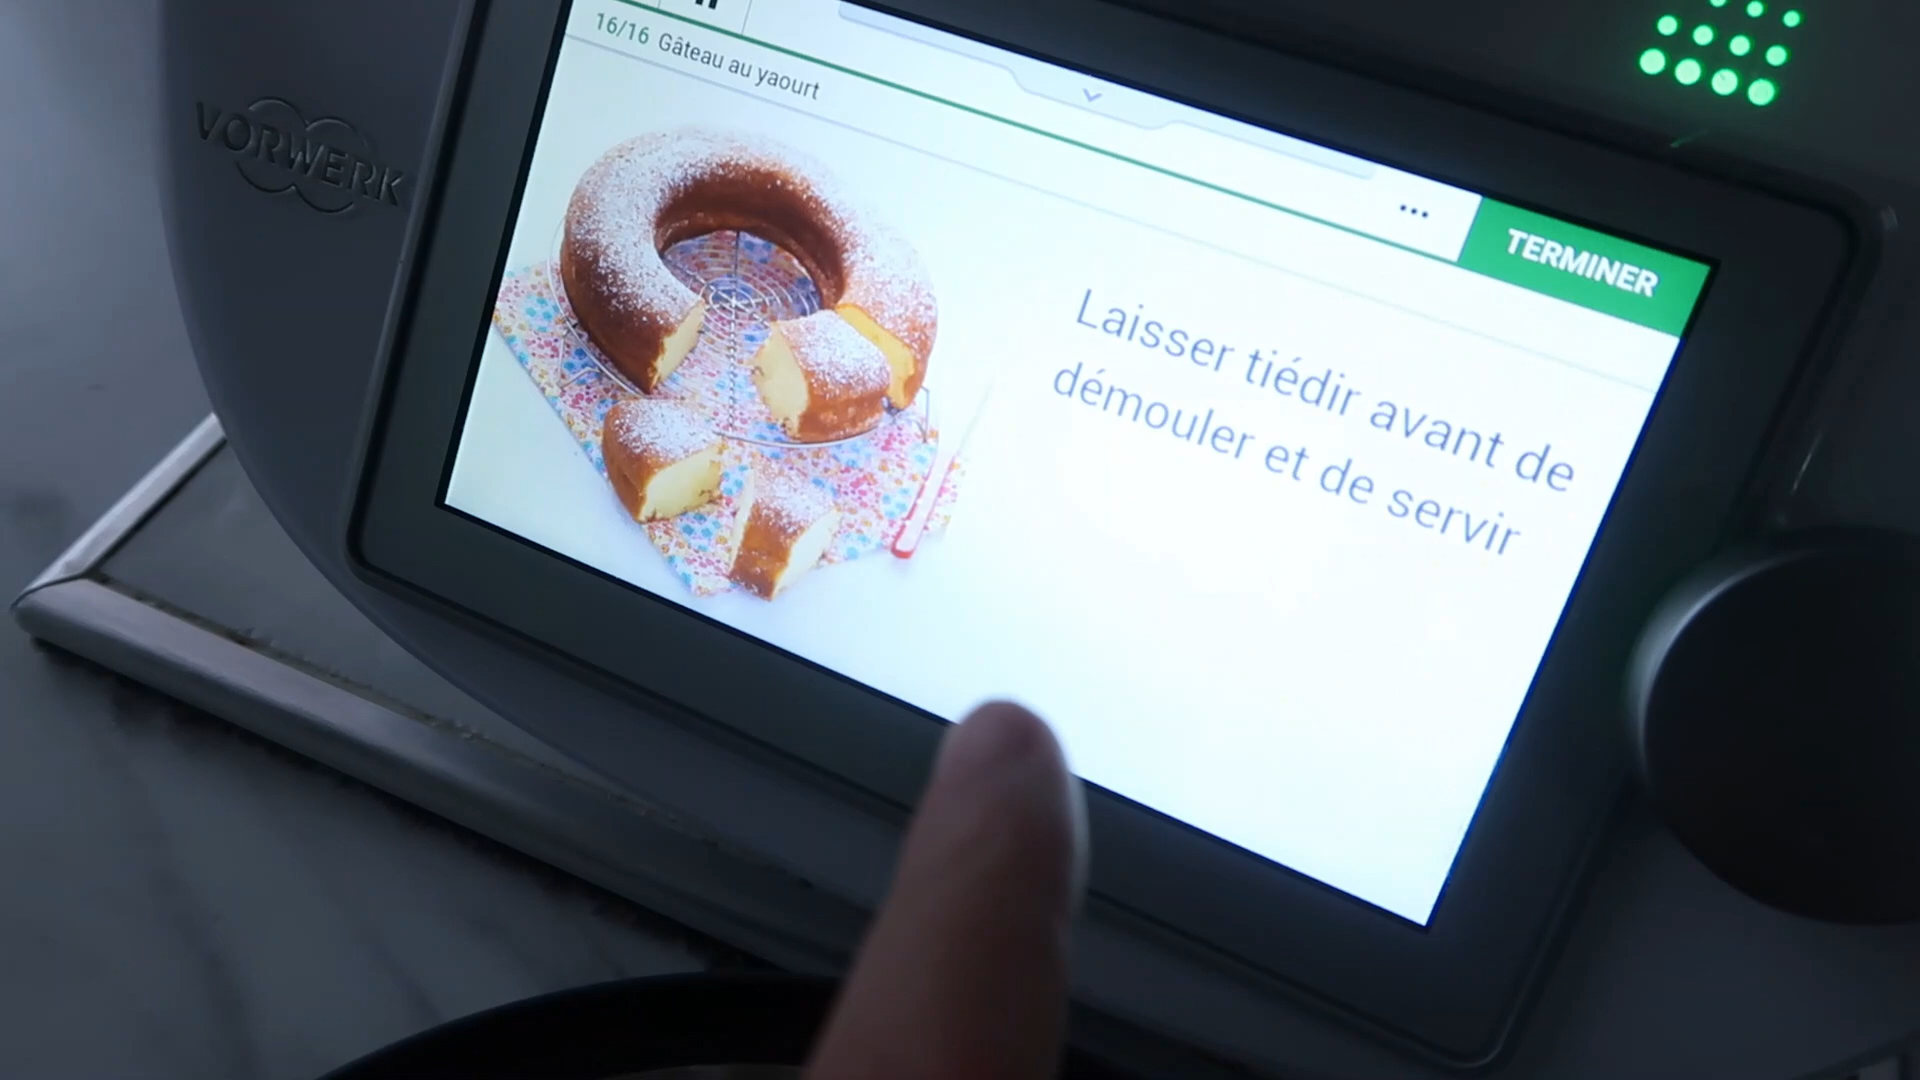 VORWERK
16/16 Gâteau au yaourt
...
TERMINER
Laisser tiédir avant de
démouler et de servir